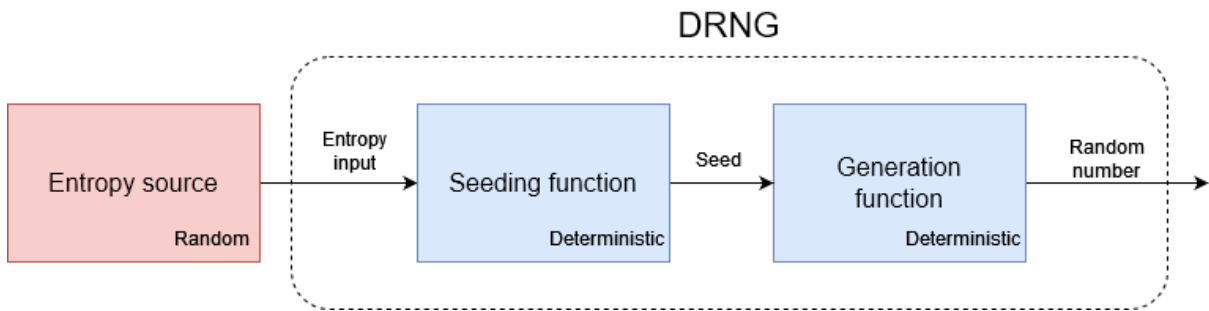 DRNG
Entropy source
Random
Entropy
input
Seeding function
Deterministic
Seed
Generation
function
Deterministic
Random
number